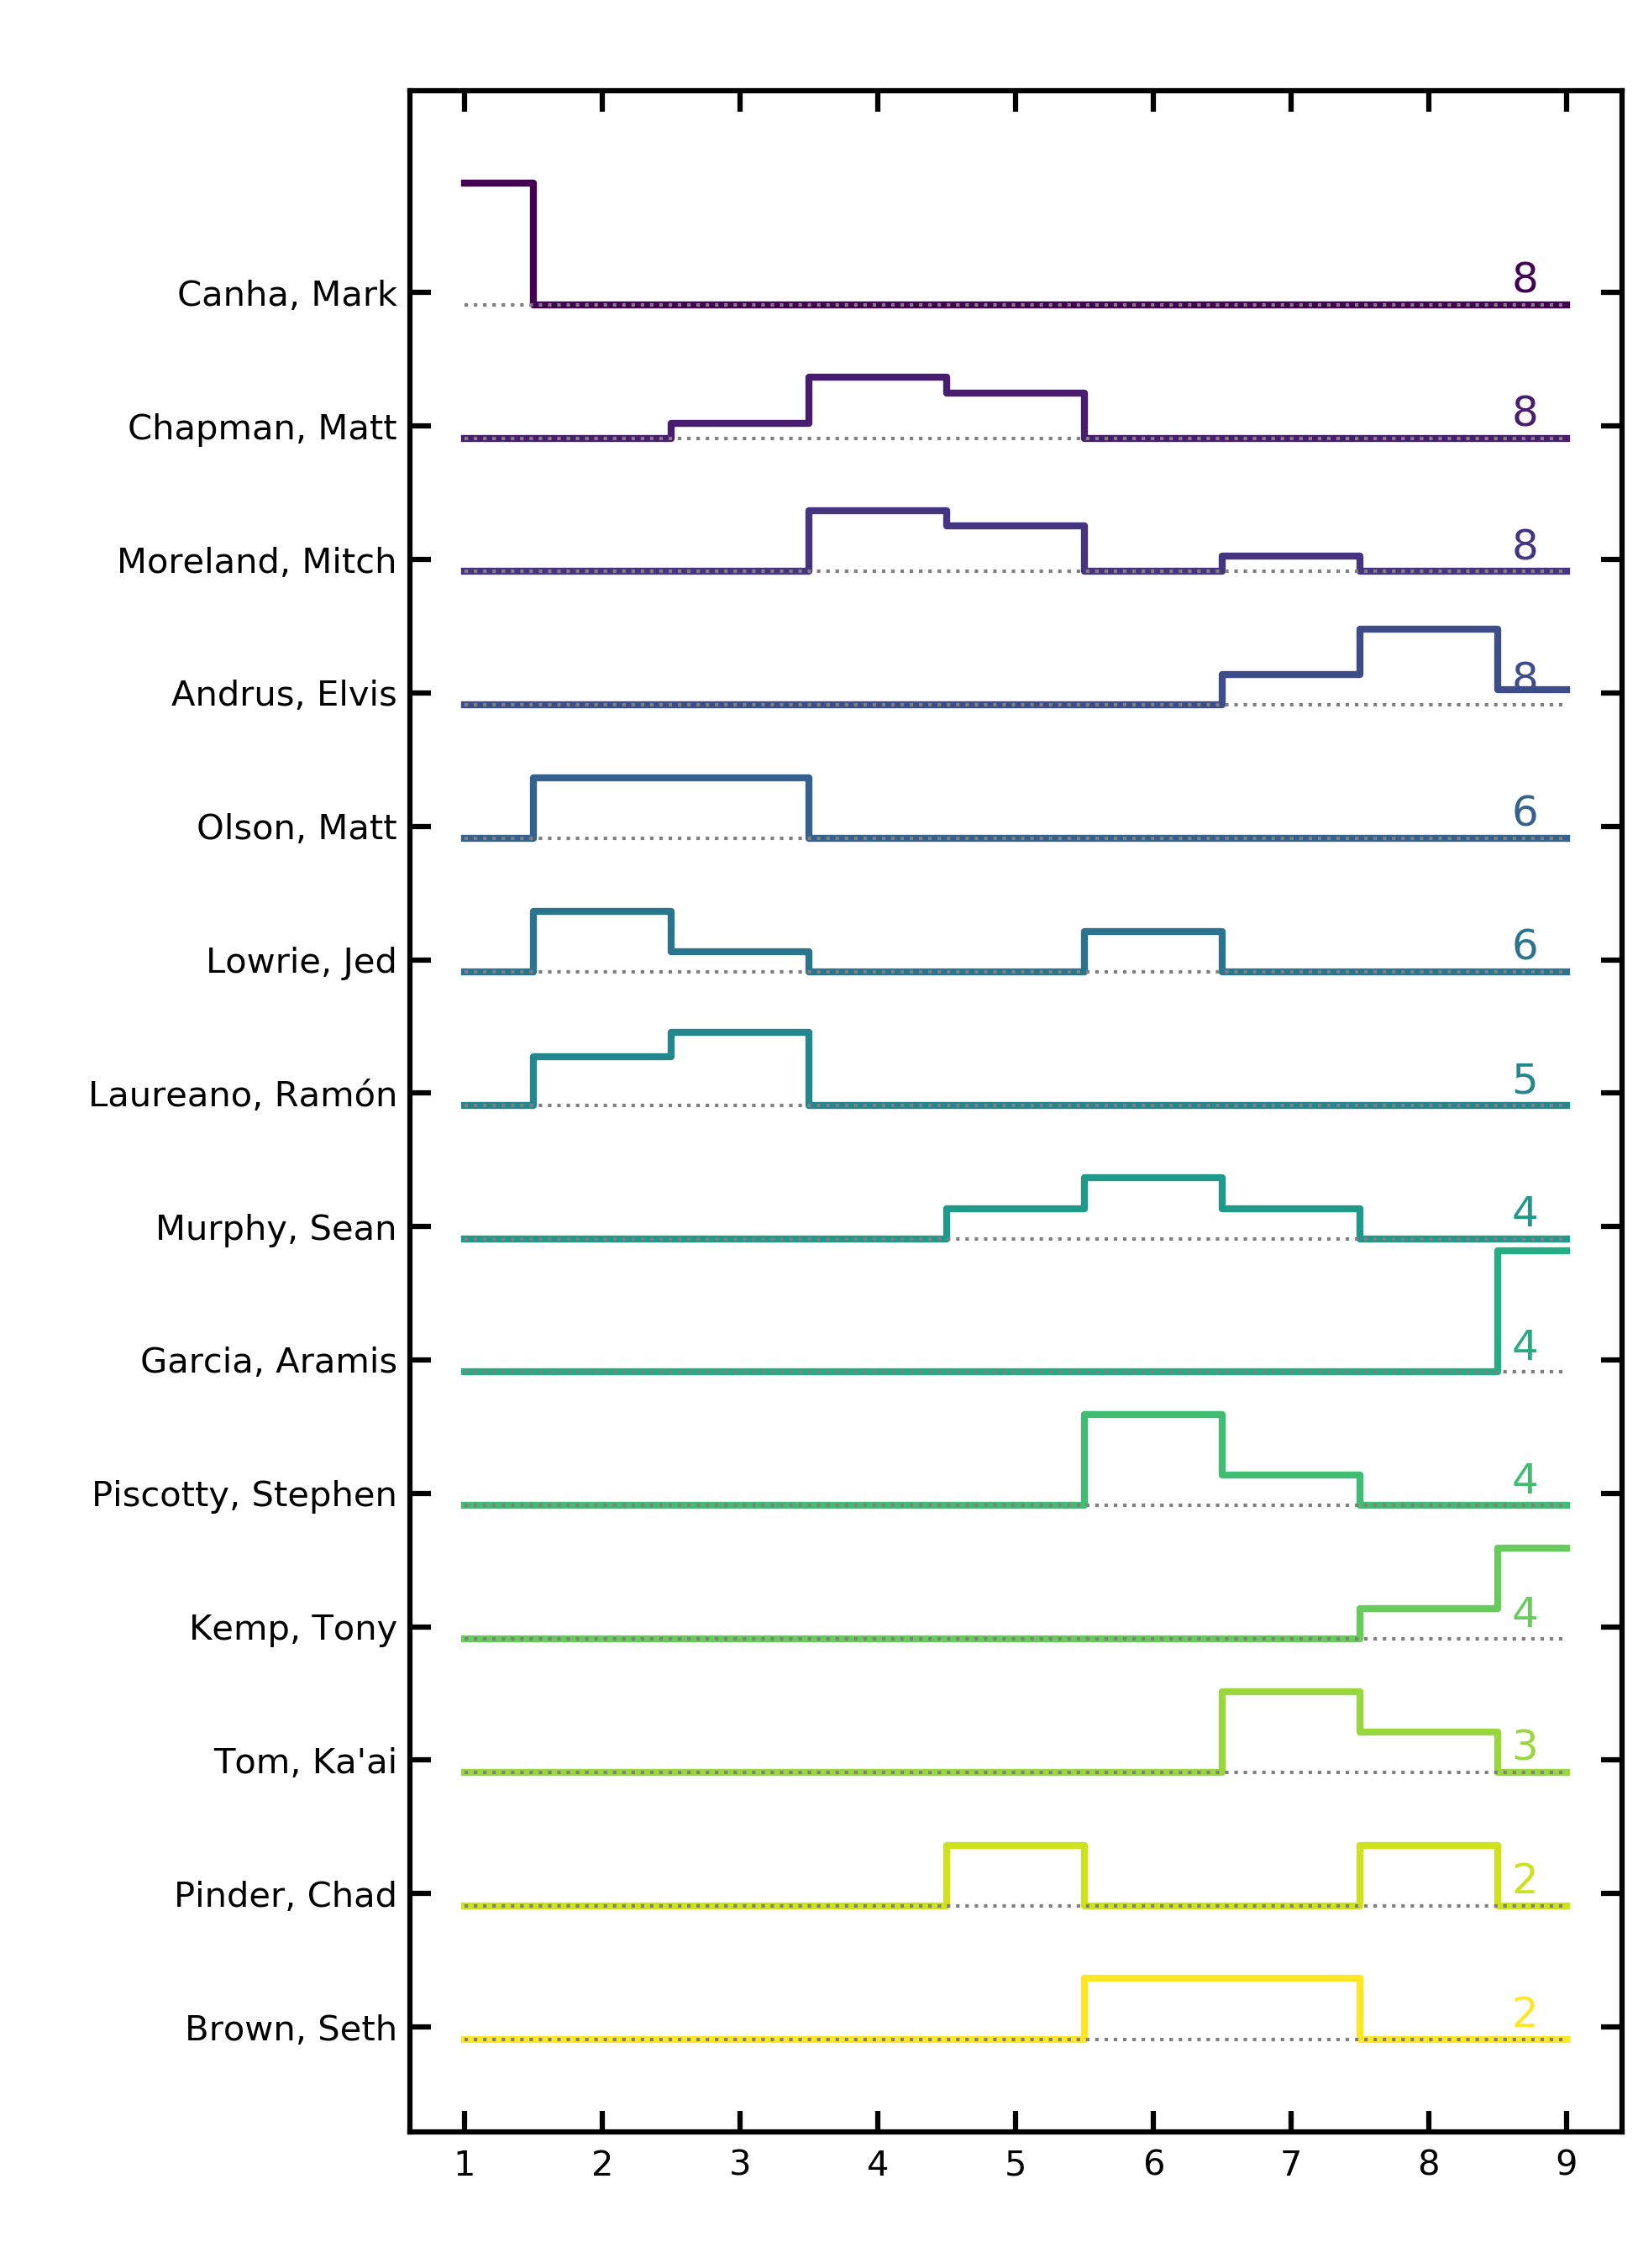 Canha, Mark 8
Chapman, Matt 8
Moreland, Mitch 8
Andrus, Elvis 8
Olson, Matt 6
Lowrie, Jed 6
Laureano, Ramón 5
Murphy, Sean 4
Garcia, Aramis 4
Piscotty, Stephen 4
Kemp, Tony 4
Tom, Ka'ai 3
Pinder, Chad 2
Brown, Seth 2
1 2 3 4 5 6 7 8 9